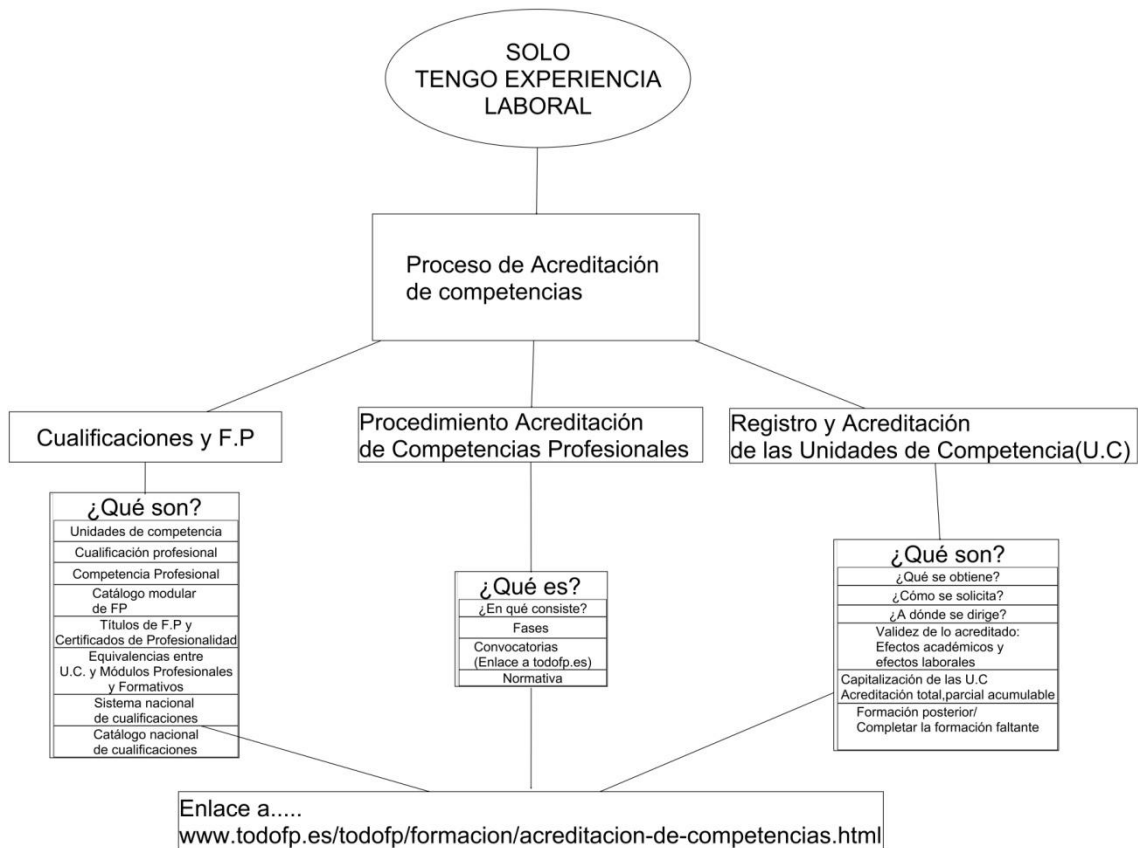 SOLO
TENGO EXPERIENCIA
LABORAL
Proceso de Acreditación
de competencias
Cualificaciones y F.P
Procedimiento Acreditación
de Competencias Profesionales
Registro y Acreditación
de las Unidades de Competencia(U.C)
¿Qué son?
Unidades de competencia
Cualificación profesional
Competencia Profesional
Catálogo modular
de FP
Títulos de F.P y
Certificados de Profesionalidad
Equivalencias entre
U.C. y Módulos Profesionales
y Formativos
Sistema nacional
de cualificaciones
Catálogo nacional
de cualificaciones
¿Qué es?
¿En qué consiste?
Fases
Convocatorias
(Enlace a todofp.es)
Normativa
¿Qué son?
¿Qué se obtiene?
¿Cómo se solicita?
¿A dónde se dirige?
Validez de lo acreditado:
Efectos académicos y
efectos laborales
Capitalización de las U.C
Acreditación total,parcial acumulable
Formación posterior/
Completar la formación faltante
Enlace a.....
www.todofp.es/todofp/formacion/acreditacion-de-competencias.html